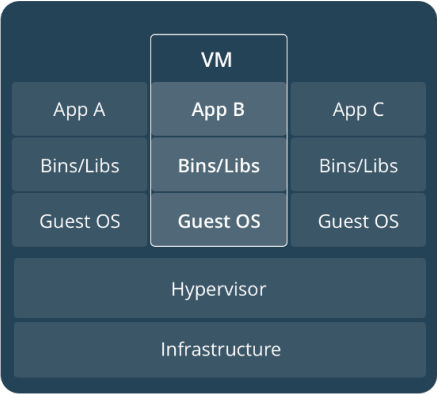 VM
App A
App B
App C
Bins/Libs
Bins/Libs
Bins/Libs
Guest OS
Guest OS
Guest OS
Hypervisor
Infrastructure